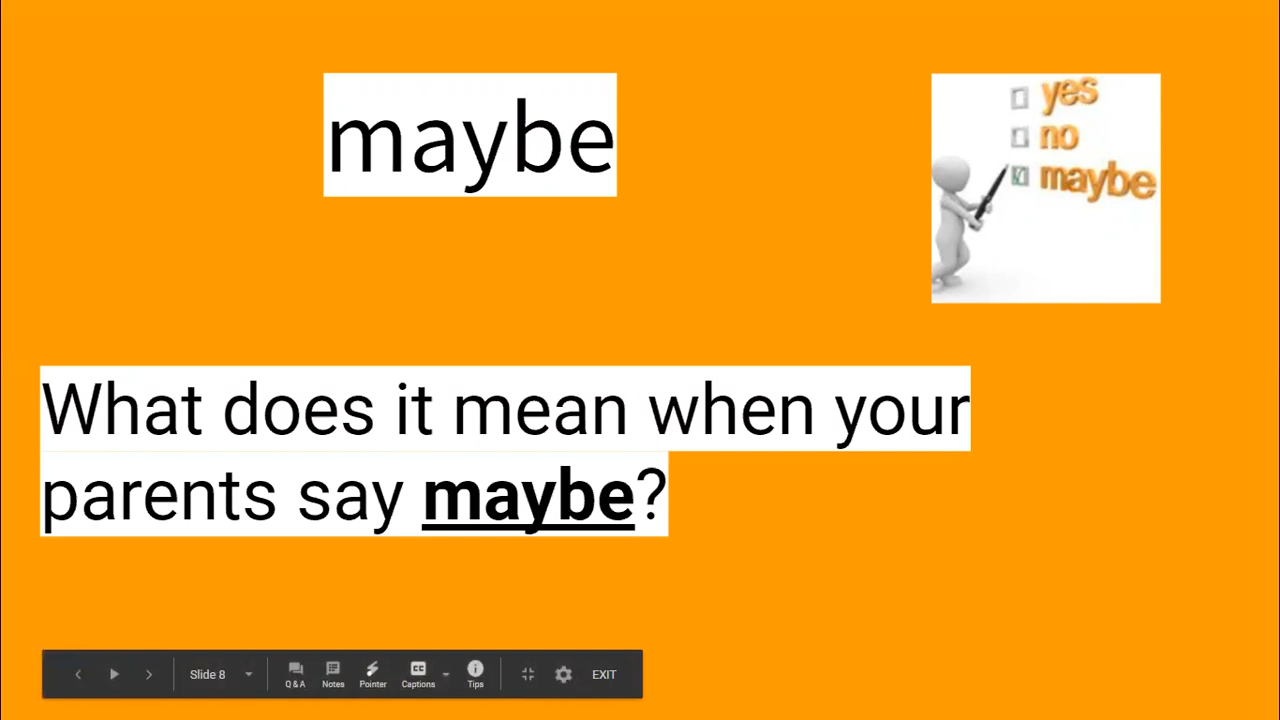 maybe
yes
no
maybe
What does it mean when your
parents say maybe?
Slide 8
Q & A
Notes
Pointer
CC
Captions
Tips
EXIT